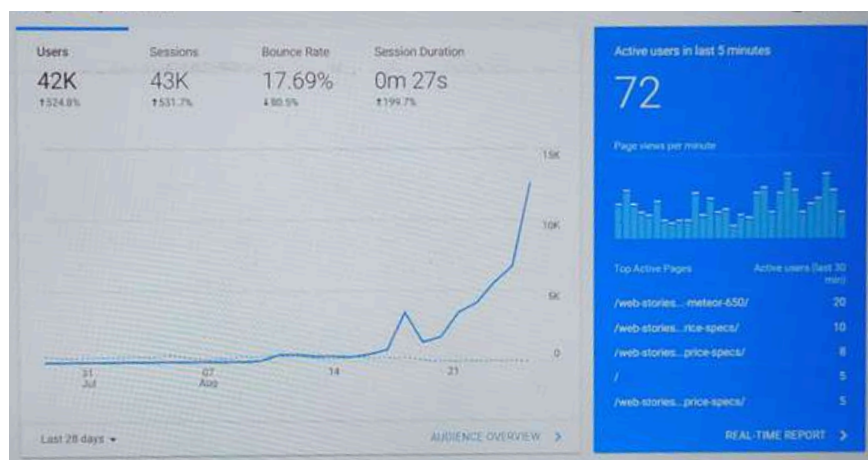 Users Sessions Bounce Rate Session Duration
42K 43K 17.69% 0m 27s
↑524.8% ↑531.7% ↓80.5% ↑199.7%
15K
10K
5K
0
31 07 14 21
Jul Aug
Last 28 days
AUDIENCE OVERVIEW
Active users in last 5 minutes
72
Page views per minute
Top Active Pages Active users (last 30
min)
/web-stories... meteor-650/ 20
/web-stories...rice-specs/ 10
/web-stories...price-specs/ 8
/ 5
/web-stories...price-specs/ 5
REAL-TIME REPORT